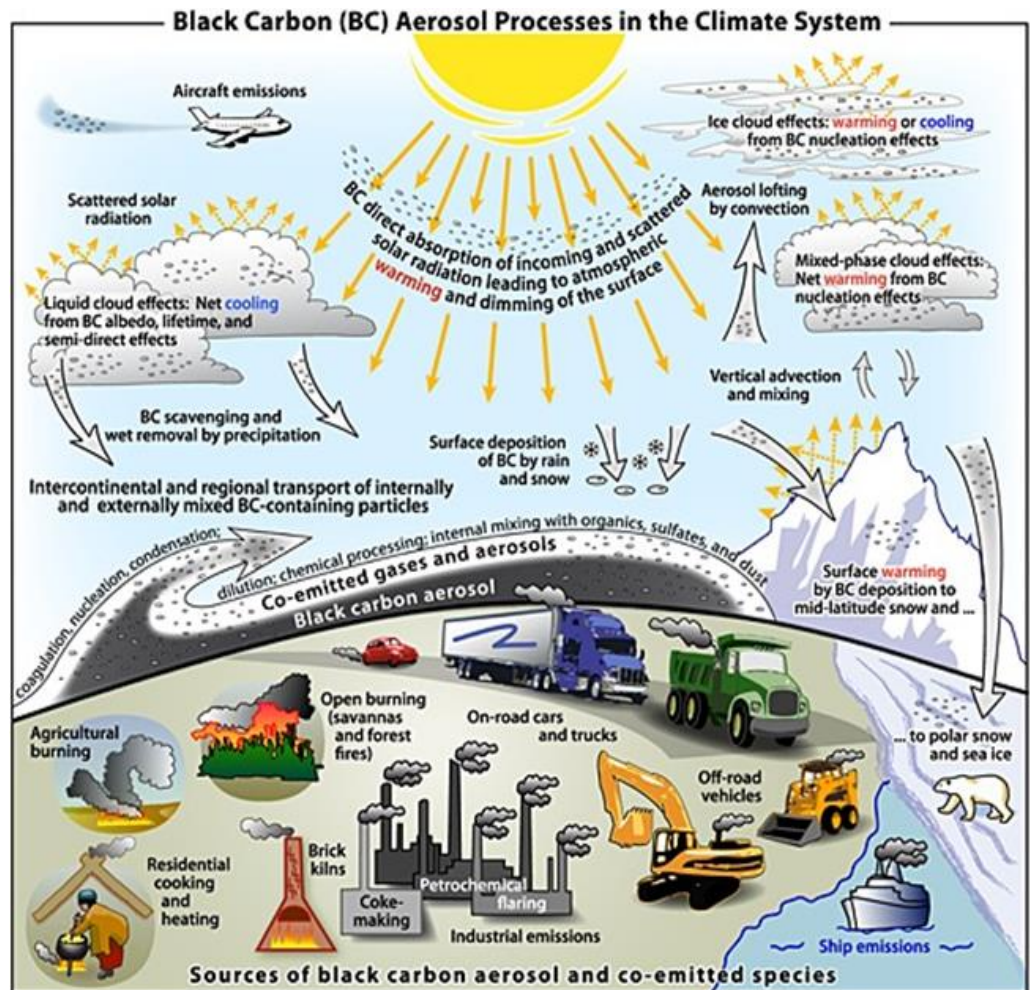 Black Carbon (BC) Aerosol Processes in the Climate System
Aircraft emissions
Ice cloud effects: warming or cooling
from BC nucleation effects
Scattered solar
radiation
BC direct absorption of incoming and scattered
solar radiation leading to atmospheric
warming and dimming of the surface
Aerosol lofting
by convection
Mixed-phase cloud effects:
Net warming from BC
nucleation effects
Liquid cloud effects: Net cooling
from BC albedo, lifetime, and
semi-direct effects
Vertical advection
and mixing
BC scavenging and
wet removal by precipitation
Surface deposition
of BC by rain
and snow
Intercontinental and regional transport of internally
and externally mixed BC-containing particles
coagulation, nucleation, condensation;
dilution; chemical processing; internal mixing with organics, sulfates, and dust
Co-emitted gases and aerosols
Black carbon aerosol
Surface warming
by BC deposition to
mid-latitude snow and ...
... to polar snow
and sea ice
Agricultural
burning
Open burning
(savannas
and forest
fires)
On-road cars
and trucks
Off-road
vehicles
Residential
cooking
and
heating
Brick
kilns
Coke-
making
Petrochemical
flaring
Industrial emissions
Ship emissions
Sources of black carbon aerosol and co-emitted species